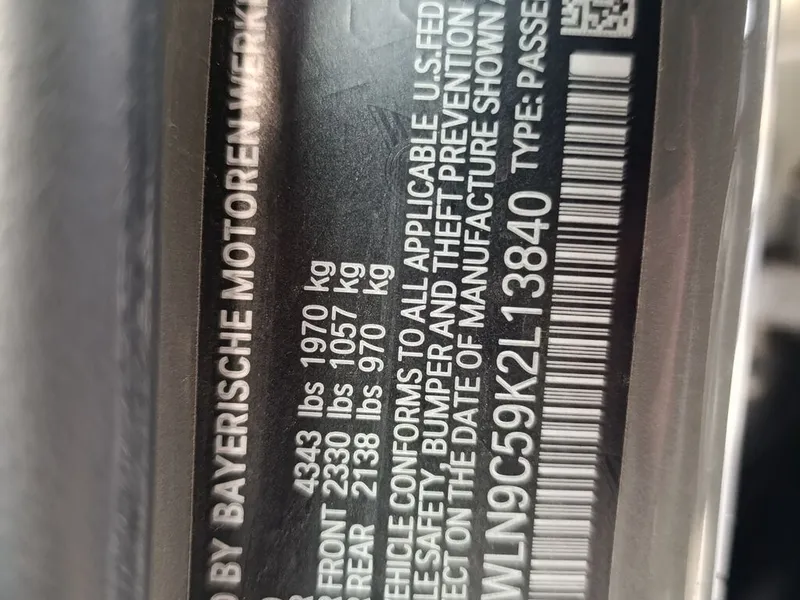 D BY BAYERISCHE MOTOREN WERKE
4343 lbs 1970 kg
R FRONT 2330 lbs 1057 kg
R REAR 2138 lbs 970 kg
VEHICLE CONFORMS TO ALL APPLICABLE U.S.FED
LE SAFETY, BUMPER AND THEFT PREVENTION
ECT ON THE DATE OF MANUFACTURE SHOWN A
WLN9C59K2L13840 TYPE: PASSE